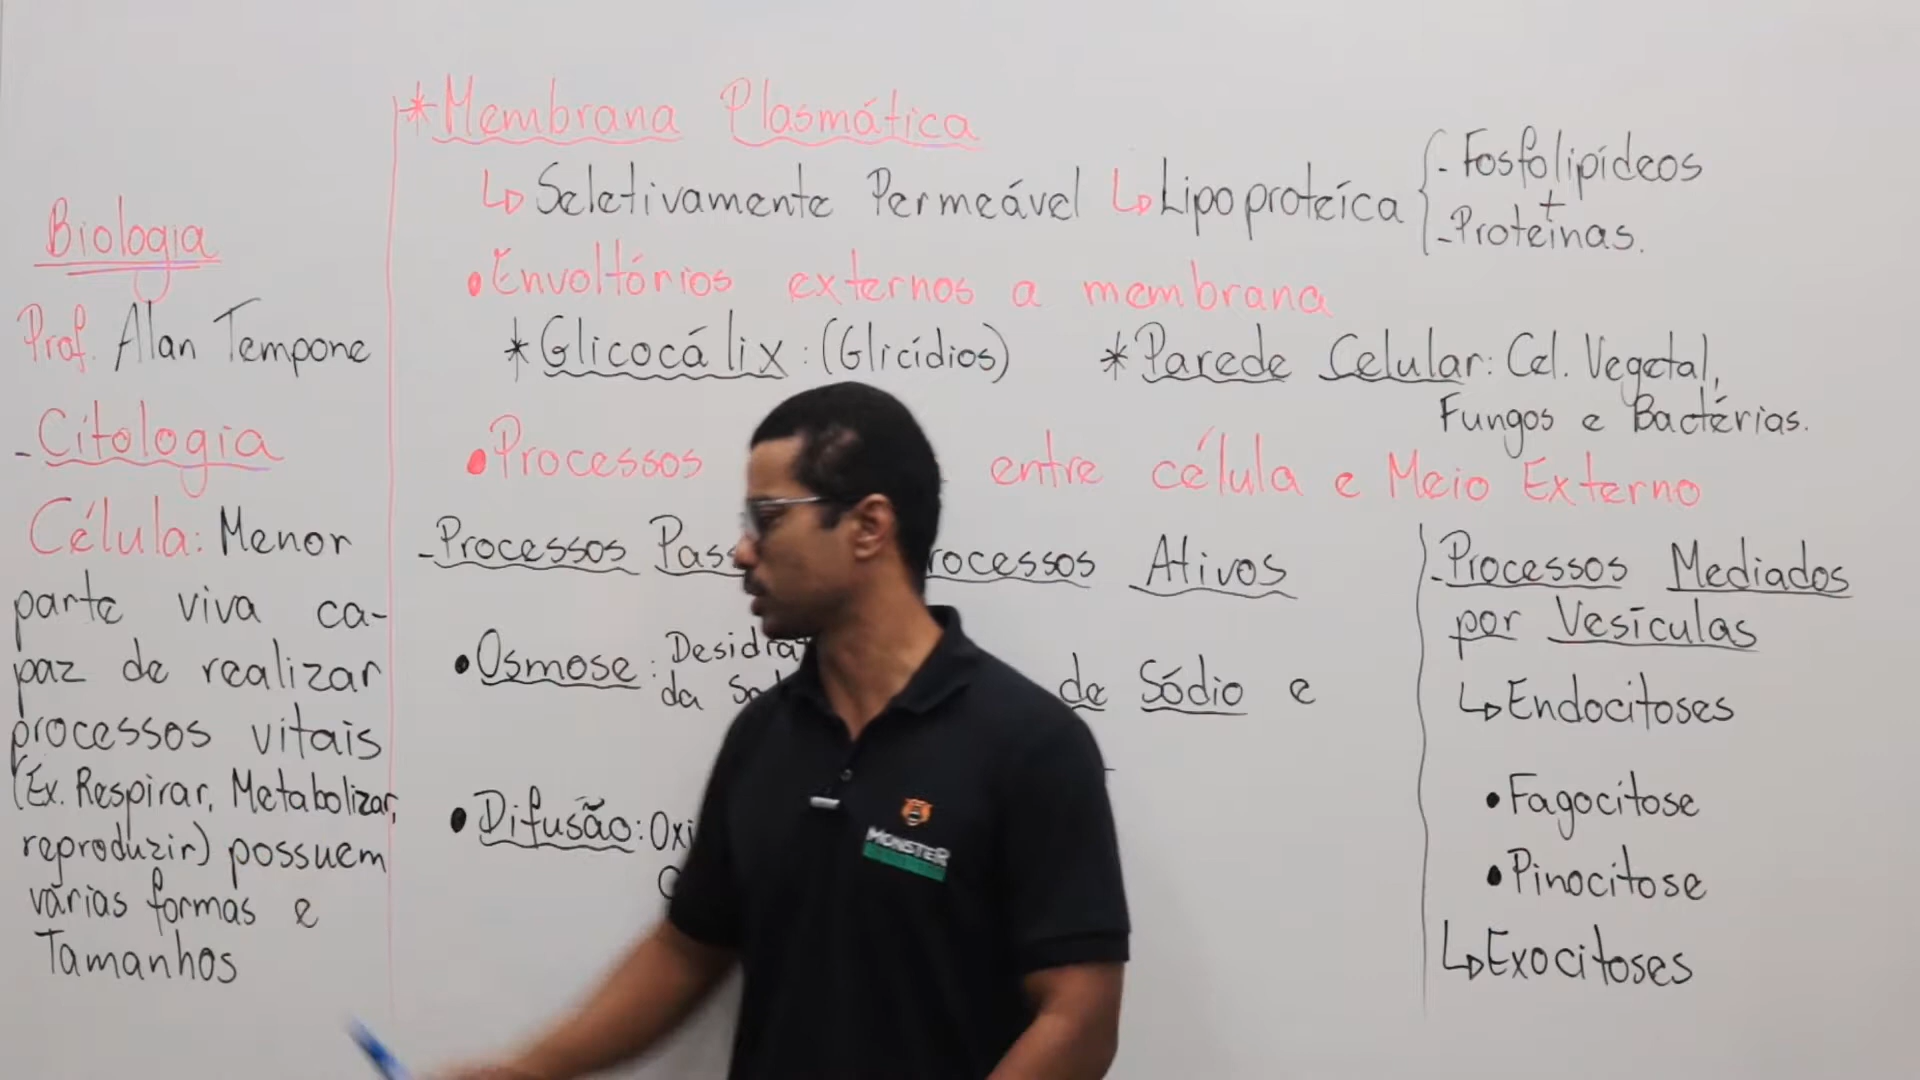 Biologia
Prof. Alan Tempone
- Citologia
Célula: Menor
parte viva ca-
paz de realizar
processos vitais
(Ex. Respirar, Metabolizar,
reproduzir) possuem
várias formas e
Tamanhos
*Membrana Plasmática
↳ Seletivamente Permeável ↳ Lipoproteíca
- Fosfolipídeos
+
- Proteínas.
• Envoltórios externos a membrana
* Glicocálix: (Glicídios)
* Parede Celular: Cel. Vegetal,
Fungos e Bactérias.
• Processos entre célula e Meio Externo
- Processos
Ativos
• Osmose:
da
de Sódio e
• Difusão:
- Processos Mediados
por Vesículas
↳ Endocitoses
• Fagocitose
• Pinocitose
↳ Exocitoses
MONSTER